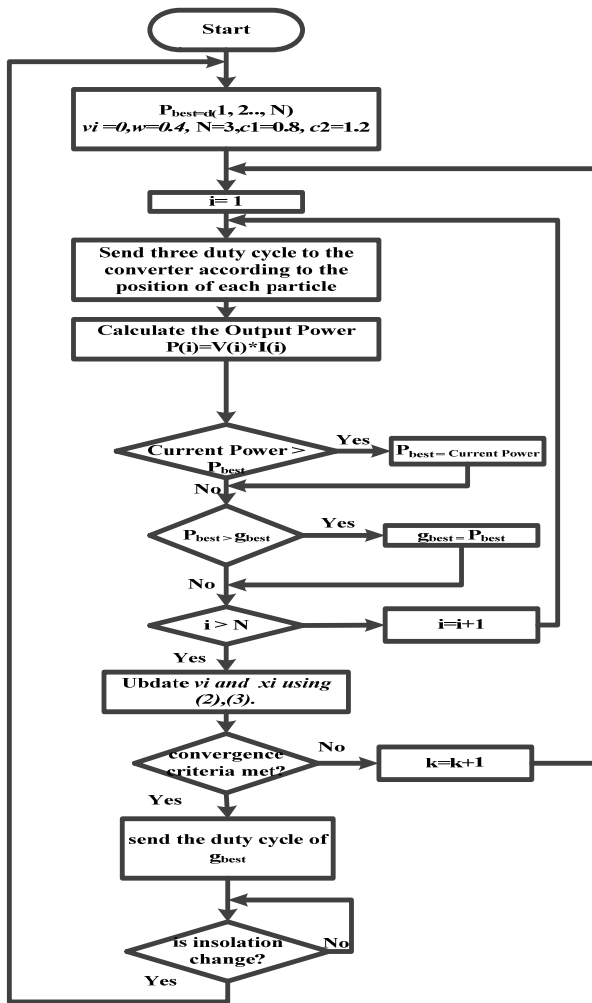 Start
Pbest=d(1, 2.., N)
vi =0,w=0.4, N=3,c1=0.8, c2=1.2
i= 1
Send three duty cycle to the
converter according to the
position of each particle
Calculate the Output Power
P(i)=V(i)*I(i)
Current Power >
Pbest
Yes
Pbest = Current Power
No
Pbest > gbest
Yes
gbest = Pbest
No
i > N
i=i+1
Yes
Ubdate vi and xi using
(2),(3).
convergence
criteria met?
No
k=k+1
Yes
send the duty cycle of
gbest
is insolation
change?
No
Yes